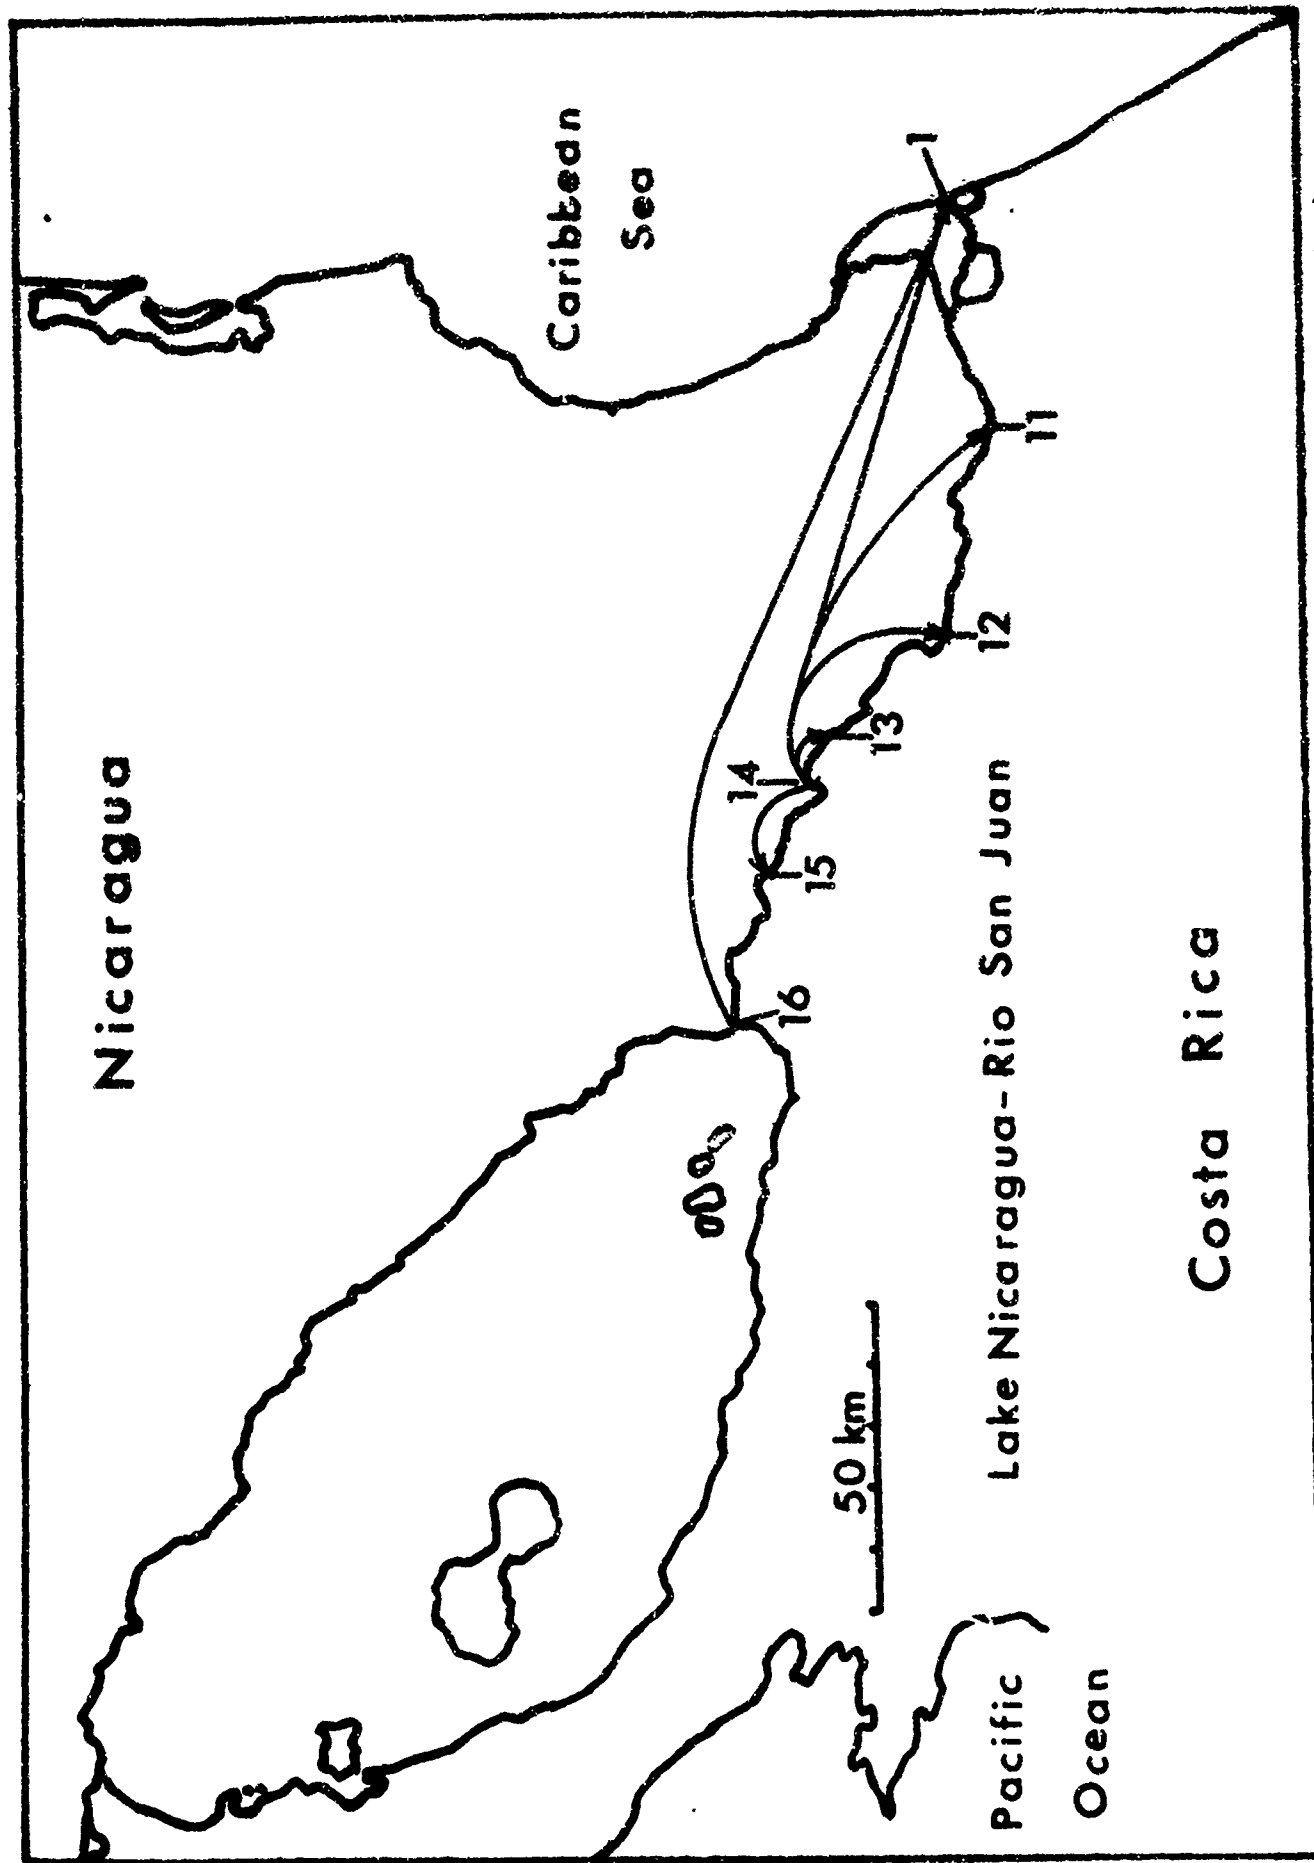 Nicaragua
Caribbean
Sea
1
11
12
13
14
15
16
50 km
Lake Nicaragua-Rio San Juan
Pacific
Ocean
Costa Rica